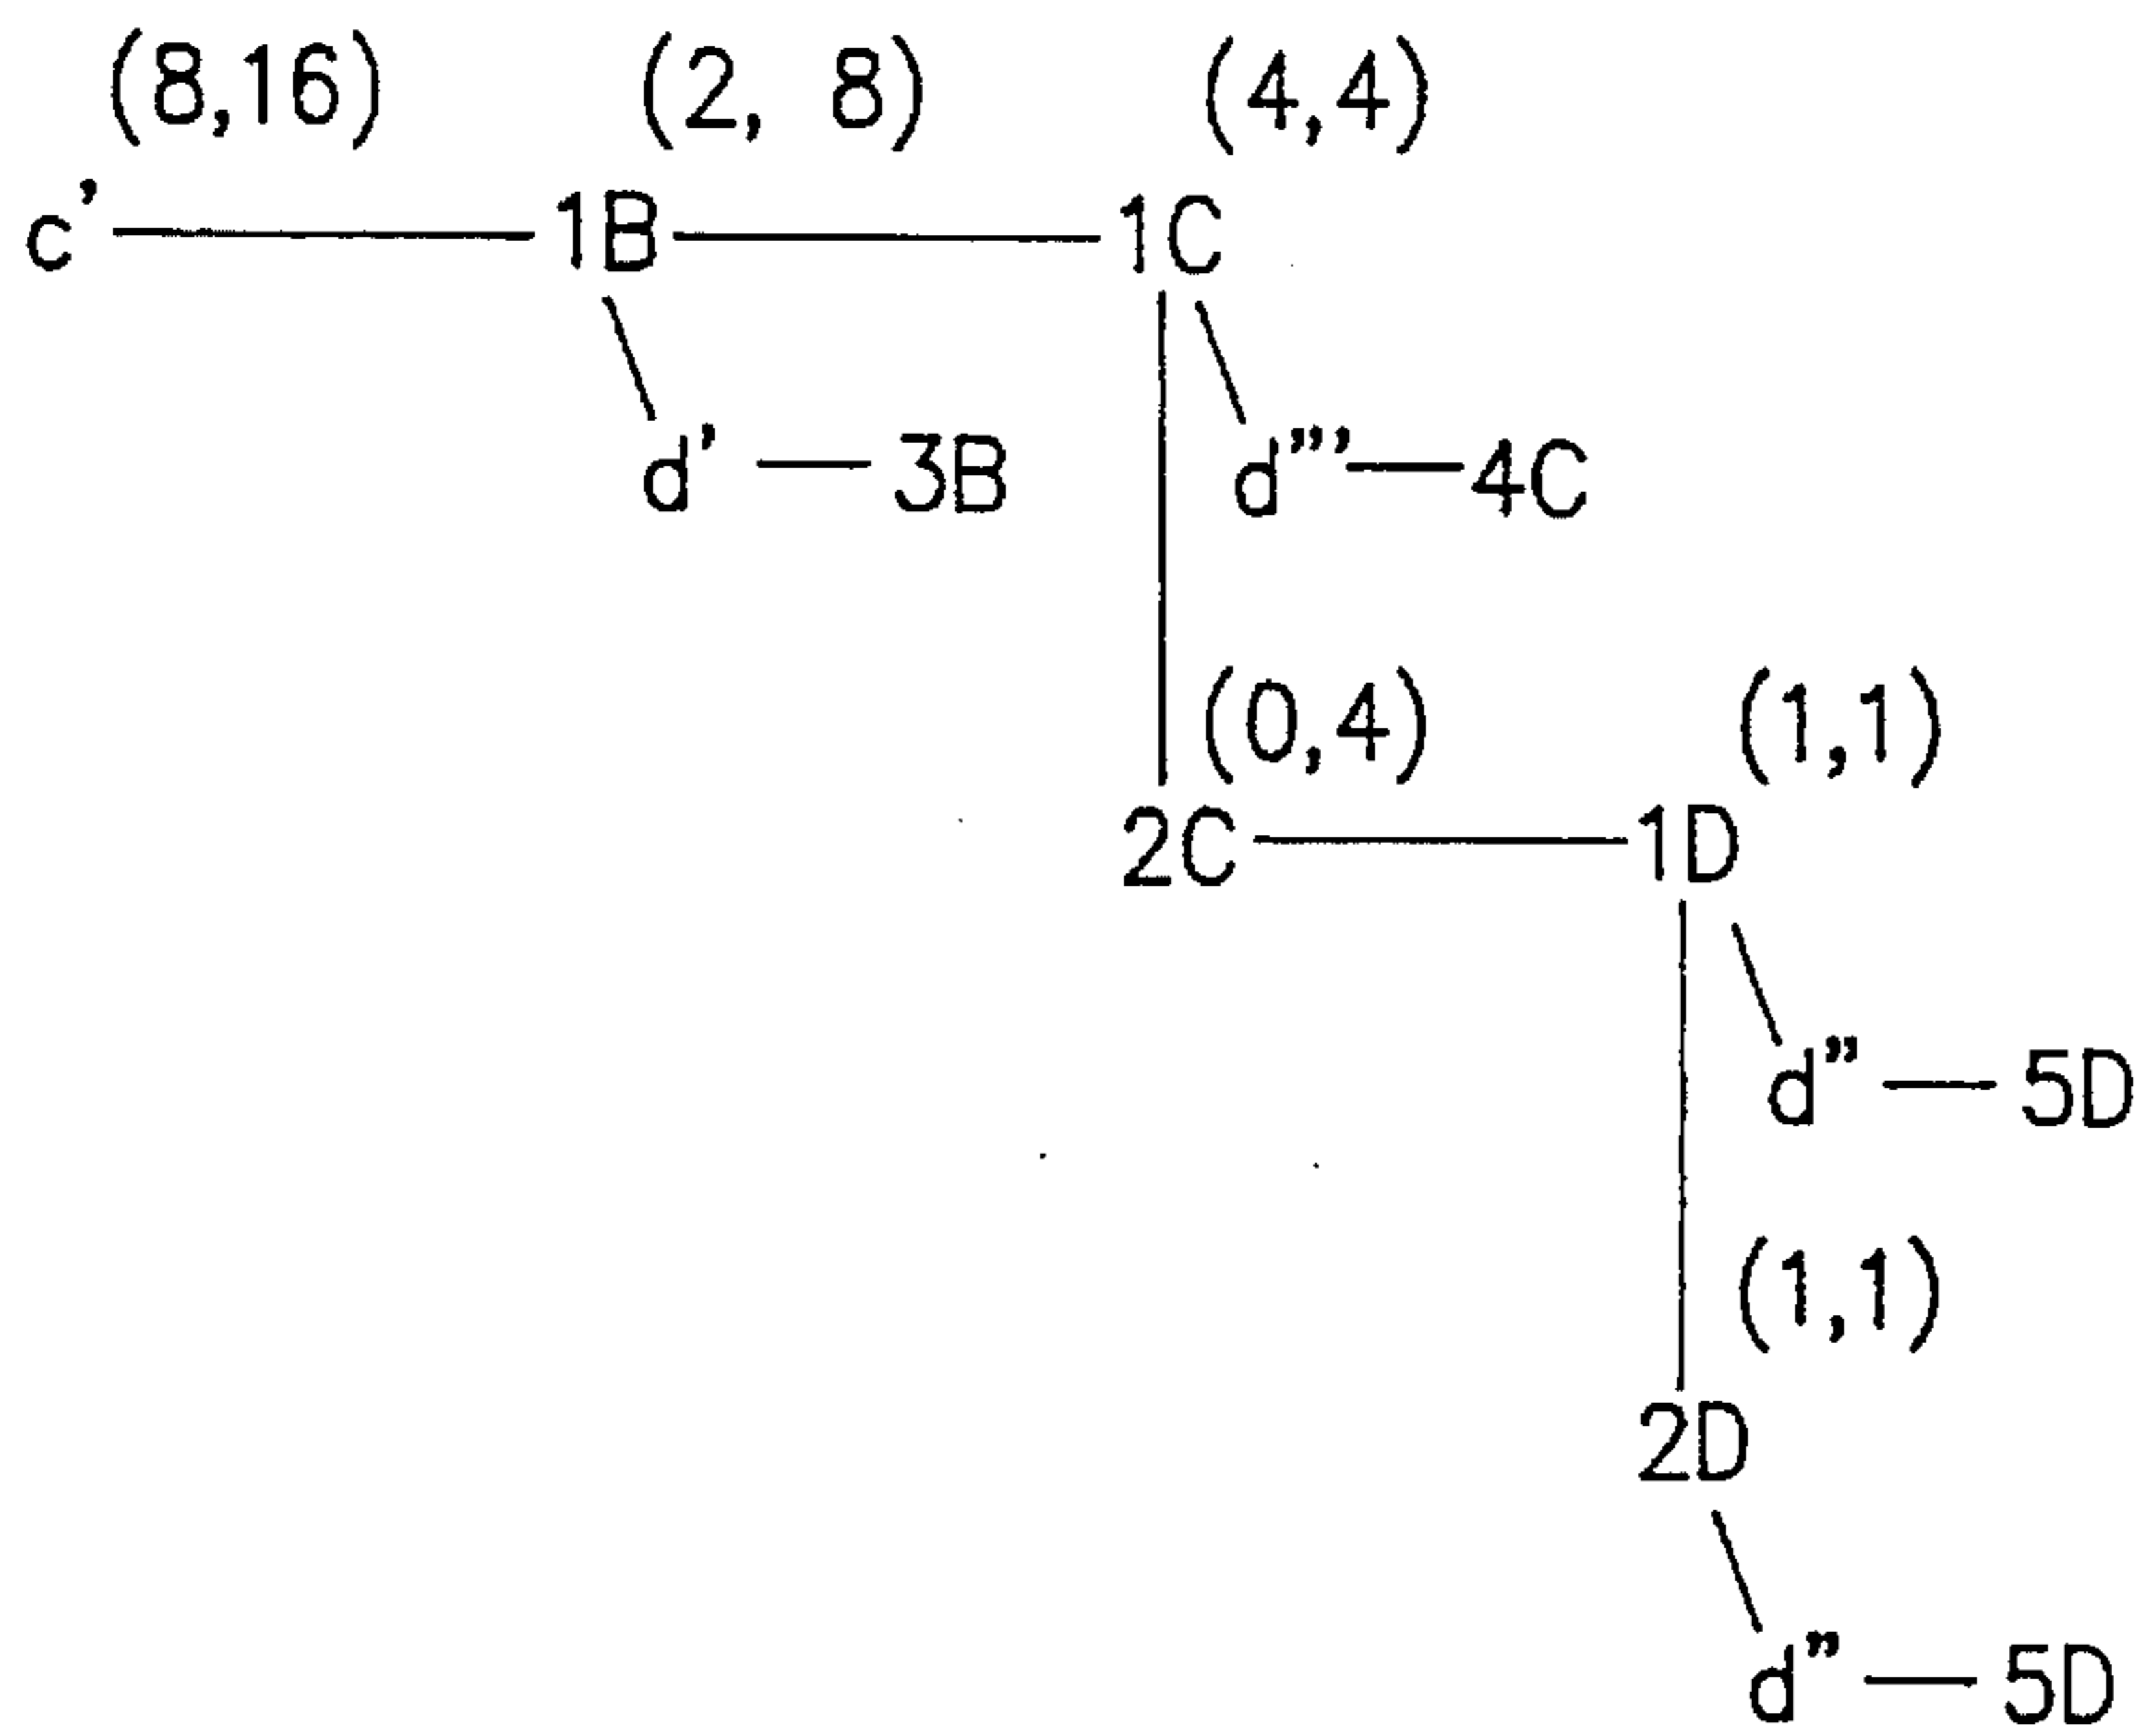 (8,16) (2, 8) (4,4)
c' 1B 1C
d' 3B d''' 4C
(0,4) (1,1)
2C 1D
d'' 5D
(1,1)
2D
d'' 5D